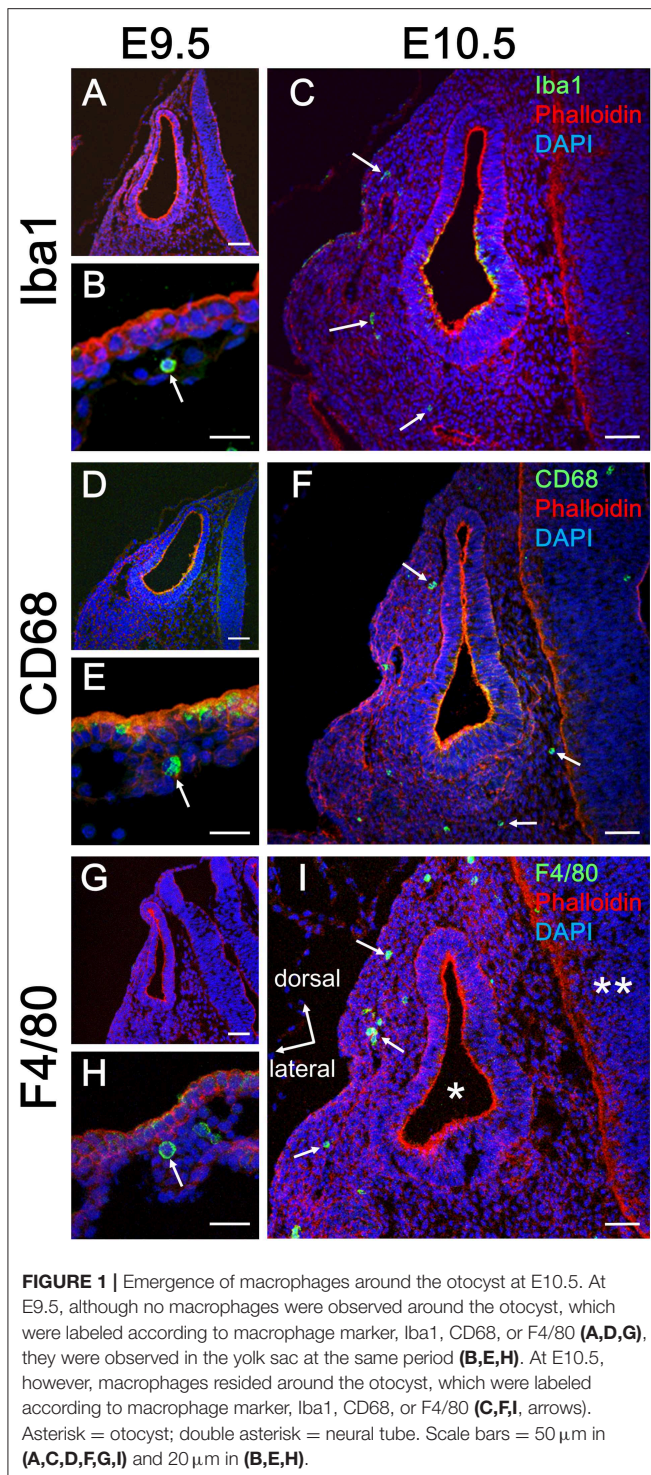 E9.5 E10.5
Iba1
A
B
C
Iba1
Phalloidin
DAPI
CD68
D
E
F
CD68
Phalloidin
DAPI
F4/80
G
H
I
F4/80
Phalloidin
DAPI
dorsal
lateral
*
**
FIGURE 1 | Emergence of macrophages around the otocyst at E10.5. At
E9.5, although no macrophages were observed around the otocyst, which
were labeled according to macrophage marker, Iba1, CD68, or F4/80 (A,D,G),
they were observed in the yolk sac at the same period (B,E,H). At E10.5,
however, macrophages resided around the otocyst, which were labeled
according to macrophage marker, Iba1, CD68, or F4/80 (C,F,I, arrows).
Asterisk = otocyst; double asterisk = neural tube. Scale bars = 50 μm in
(A,C,D,F,G,I) and 20 μm in (B,E,H).